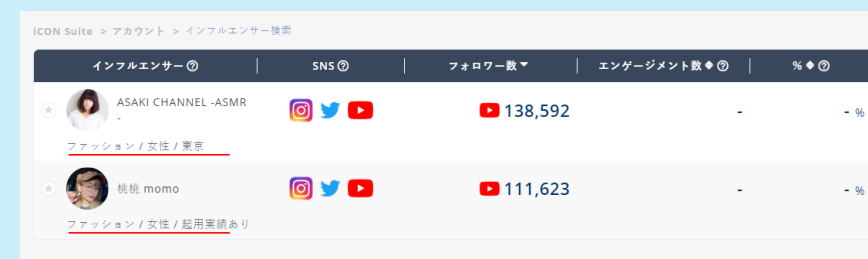 iCON Suite > アカウント > インフルエンサー検索
インフルエンサー SNS フォロワー数 エンゲージメント数 %
ASAKI CHANNEL -ASMR
-
138,592 - - %
ファッション / 女性 / 東京
桃桃 momo 111,623 - - %
ファッション / 女性 / 起用実績あり